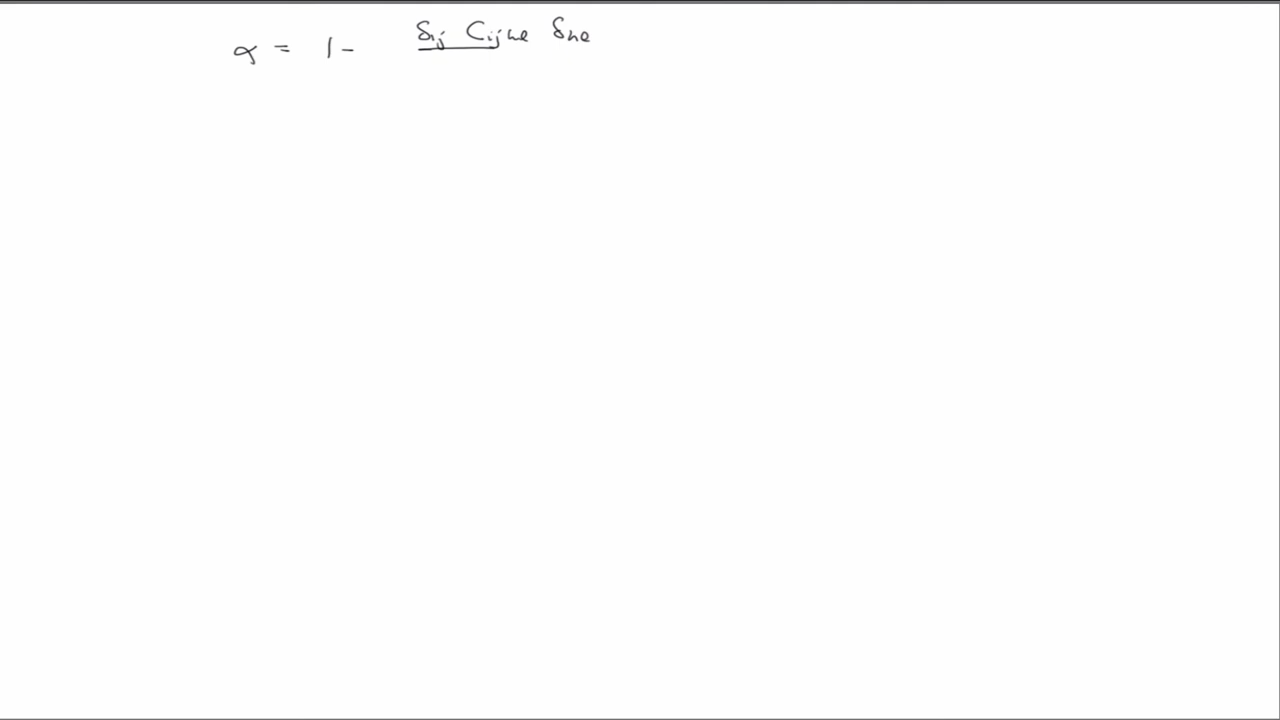 α = 1 - δij Cijkl δkl